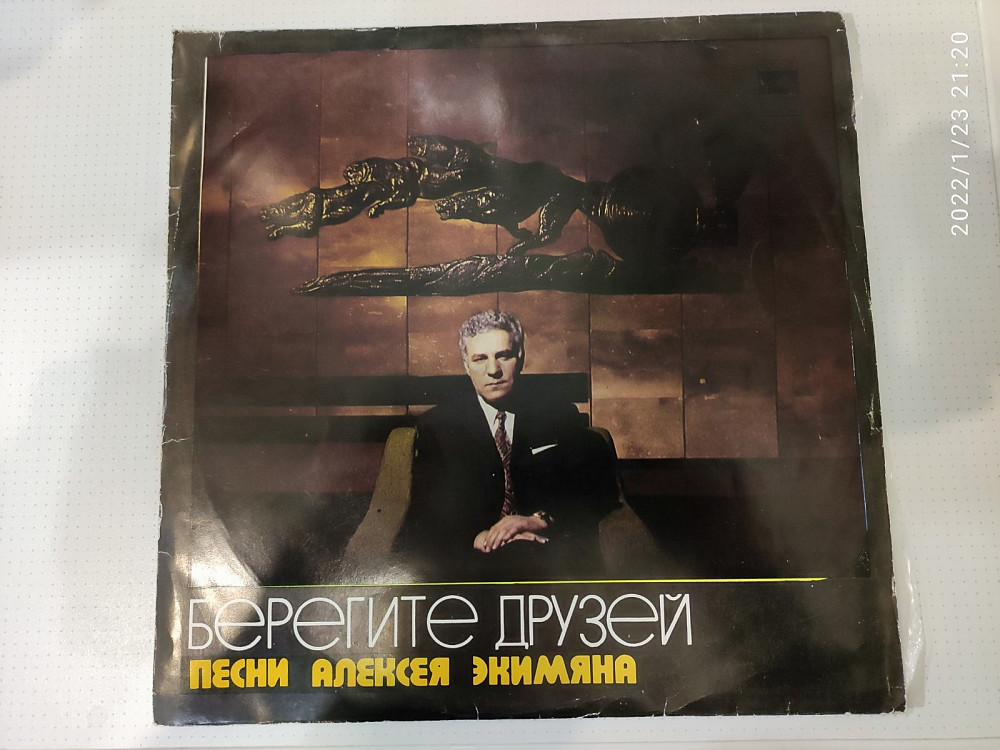 БЕРЕГИТЕ ДРУЗЕЙ
ПЕСНИ АЛЕКСЕЯ ЭКИМЯНА
2022/1/23 21:20